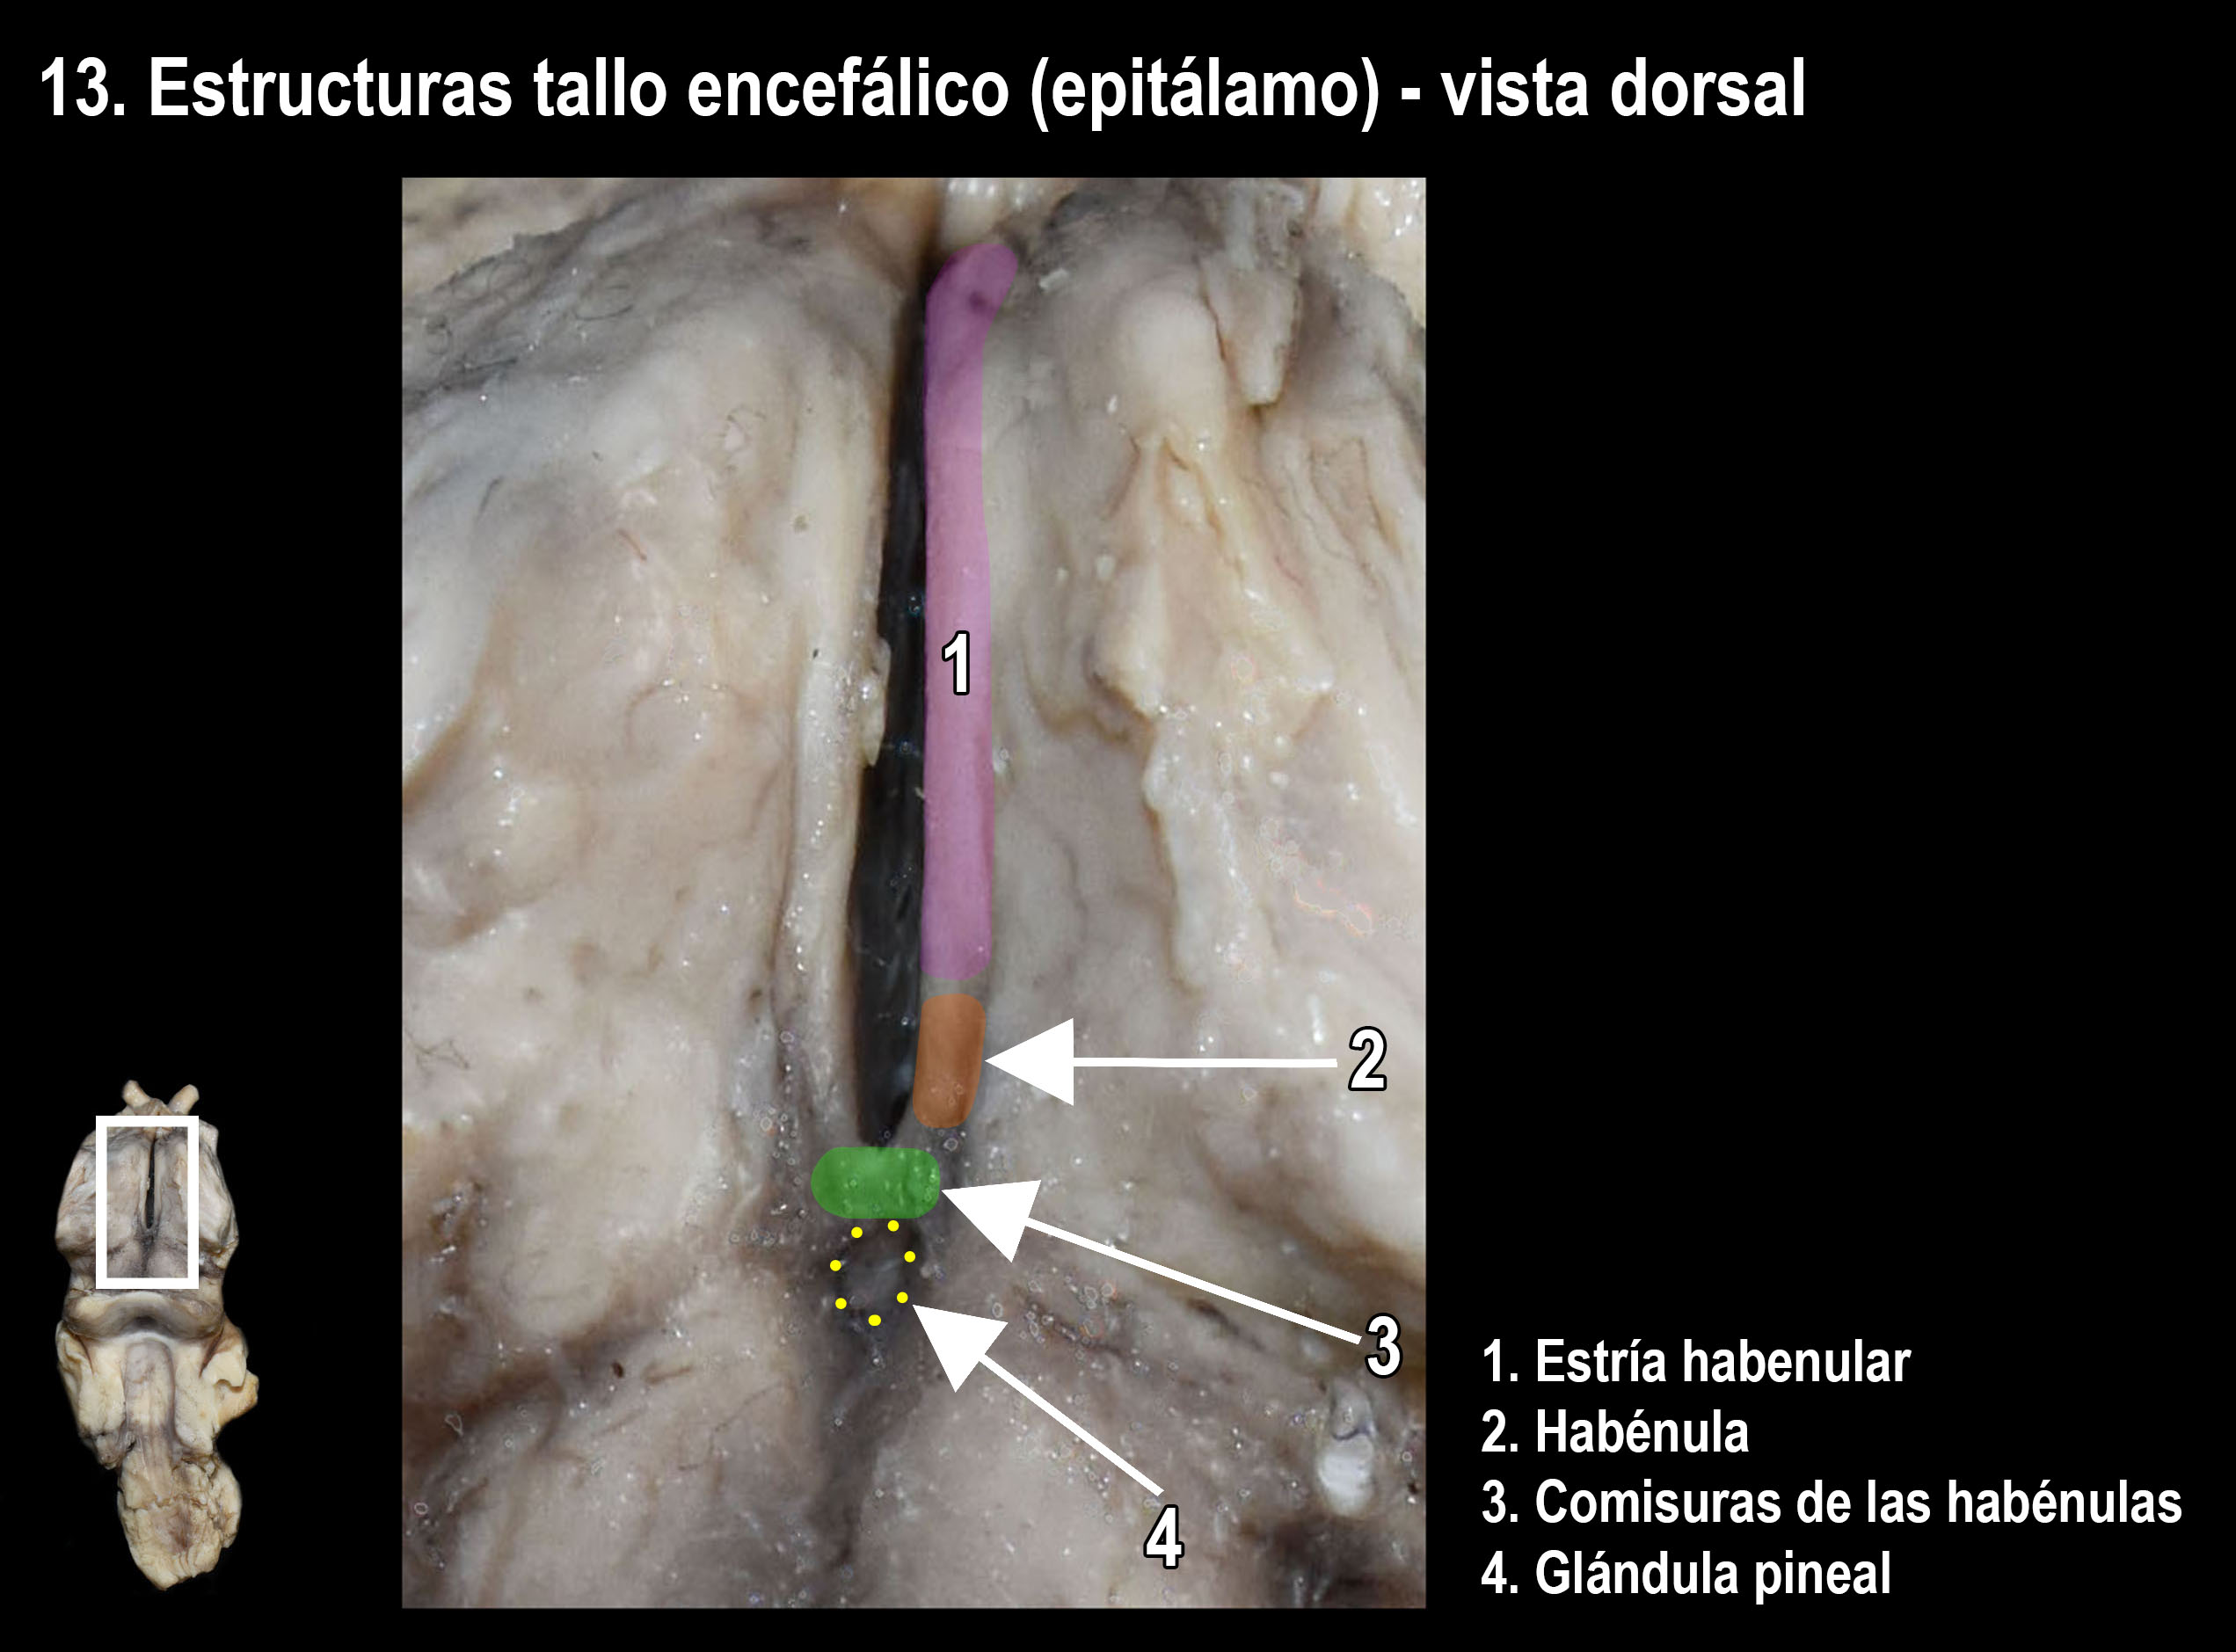 13. Estructuras tallo encefálico (epitálamo) - vista dorsal
1
2
3
4
1. Estría habenular
2. Habénula
3. Comisuras de las habénulas
4. Glándula pineal